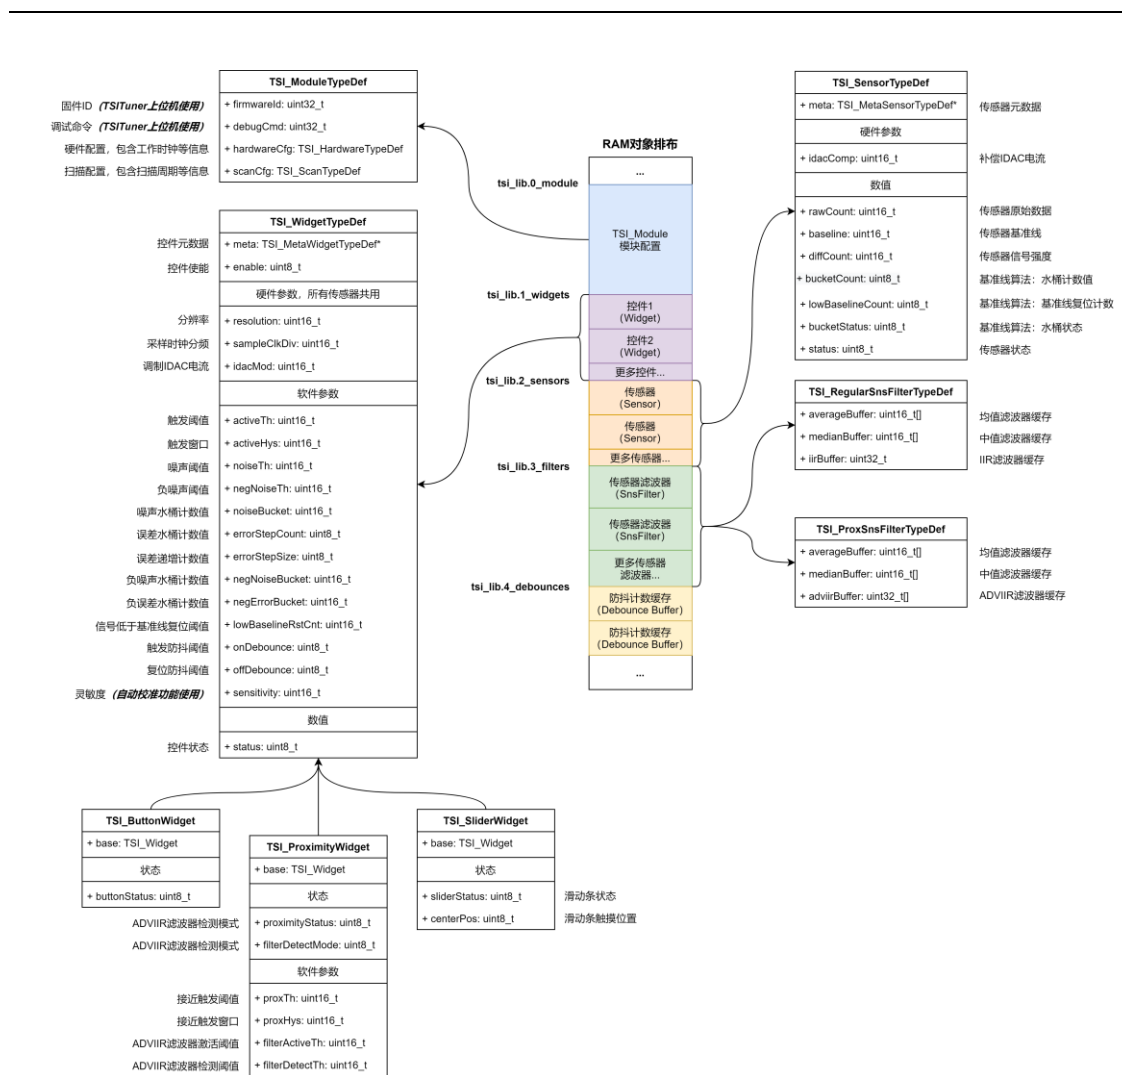 TSI_ModuleTypeDef
固件ID（TSITuner上位机使用） + firmwareId: uint32_t
调试命令（TSITuner上位机使用） + debugCmd: uint32_t
硬件配置，包含工作时钟等信息 + hardwareCfg: TSI_HardwareTypeDef
扫描配置，包含扫描周期等信息 + scanCfg: TSI_ScanTypeDef
TSI_WidgetTypeDef
控件元数据 + meta: TSI_MetaWidgetTypeDef*
控件使能 + enable: uint8_t
硬件参数，所有传感器共用
分辨率 + resolution: uint16_t
采样时钟分频 + sampleClkDiv: uint16_t
调制IDAC电流 + idacMod: uint16_t
软件参数
触发阈值 + activeTh: uint16_t
触发窗口 + activeHys: uint16_t
噪声阈值 + noiseTh: uint16_t
负噪声阈值 + negNoiseTh: uint16_t
噪声水桶计数值 + noiseBucket: uint16_t
误差水桶计数值 + errorStepCount: uint8_t
误差递增计数值 + errorStepSize: uint8_t
负噪声水桶计数值 + negNoiseBucket: uint16_t
负误差水桶计数值 + negErrorBucket: uint16_t
信号低于基准线复位阈值 + lowBaselineRstCnt: uint16_t
触发防抖阈值 + onDebounce: uint8_t
复位防抖阈值 + offDebounce: uint8_t
灵敏度（自动校准功能使用） + sensitivity: uint16_t
数值
控件状态 + status: uint8_t
RAM对象排布
...
tsi_lib.0_module
TSI_Module
模块配置
tsi_lib.1_widgets
控件1
(Widget)
控件2
(Widget)
更多控件...
tsi_lib.2_sensors
传感器
(Sensor)
传感器
(Sensor)
更多传感器...
tsi_lib.3_filters
传感器滤波器
(SnsFilter)
传感器滤波器
(SnsFilter)
更多传感器
滤波器...
tsi_lib.4_debounces
防抖计数缓存
(Debounce Buffer)
防抖计数缓存
(Debounce Buffer)
...
TSI_SensorTypeDef
+ meta: TSI_MetaSensorTypeDef* 传感器元数据
硬件参数
+ idacComp: uint16_t 补偿IDAC电流
数值
+ rawCount: uint16_t 传感器原始数据
+ baseline: uint16_t 传感器基准线
+ diffCount: uint16_t 传感器信号强度
+ bucketCount: uint8_t 基准线算法：水桶计数值
+ lowBaselineCount: uint8_t 基准线算法：基准线复位计数
+ bucketStatus: uint8_t 基准线算法：水桶状态
+ status: uint8_t 传感器状态
TSI_RegularSnsFilterTypeDef
+ averageBuffer: uint16_t[] 均值滤波器缓存
+ medianBuffer: uint16_t[] 中值滤波器缓存
+ iirBuffer: uint32_t IIR滤波器缓存
TSI_ProxSnsFilterTypeDef
+ averageBuffer: uint16_t[] 均值滤波器缓存
+ medianBuffer: uint16_t[] 中值滤波器缓存
+ adviirBuffer: uint32_t[] ADVIIR滤波器缓存
TSI_ButtonWidget
+ base: TSI_Widget
状态
+ buttonStatus: uint8_t
TSI_ProximityWidget
+ base: TSI_Widget
状态
ADVIIR滤波器检测模式 + proximityStatus: uint8_t
ADVIIR滤波器检测模式 + filterDetectMode: uint8_t
软件参数
接近触发阈值 + proxTh: uint16_t
接近触发窗口 + proxHys: uint16_t
ADVIIR滤波器激活阈值 + filterActiveTh: uint16_t
ADVIIR滤波器检测阈值 + filterDetectTh: uint16_t
TSI_SliderWidget
+ base: TSI_Widget
状态
+ sliderStatus: uint8_t 滑动条状态
+ centerPos: uint8_t 滑动条触摸位置